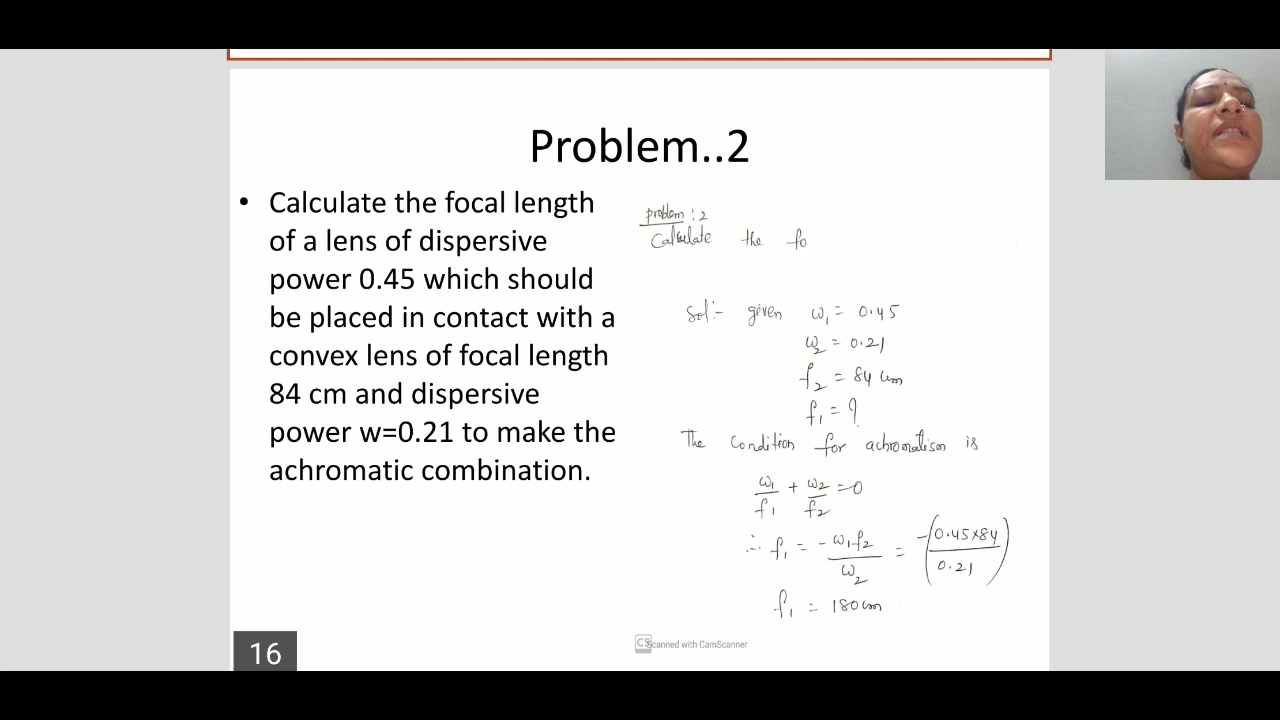 Problem..2
• Calculate the focal length
of a lens of dispersive
power 0.45 which should
be placed in contact with a
convex lens of focal length
84 cm and dispersive
power w=0.21 to make the
achromatic combination.
problem : 2
Calculate the fo
Sol:- given ω₁ = 0.45
ω₂ = 0.21
f₂ = 84 cm
f₁ = ?
The Condition for achromatism is
ω₁/f₁ + ω₂/f₂ = 0
∴ f₁ = -ω₁f₂/ω₂ = -(0.45×84/0.21)
f₁ = 180 cm
CS Scanned with CamScanner
16